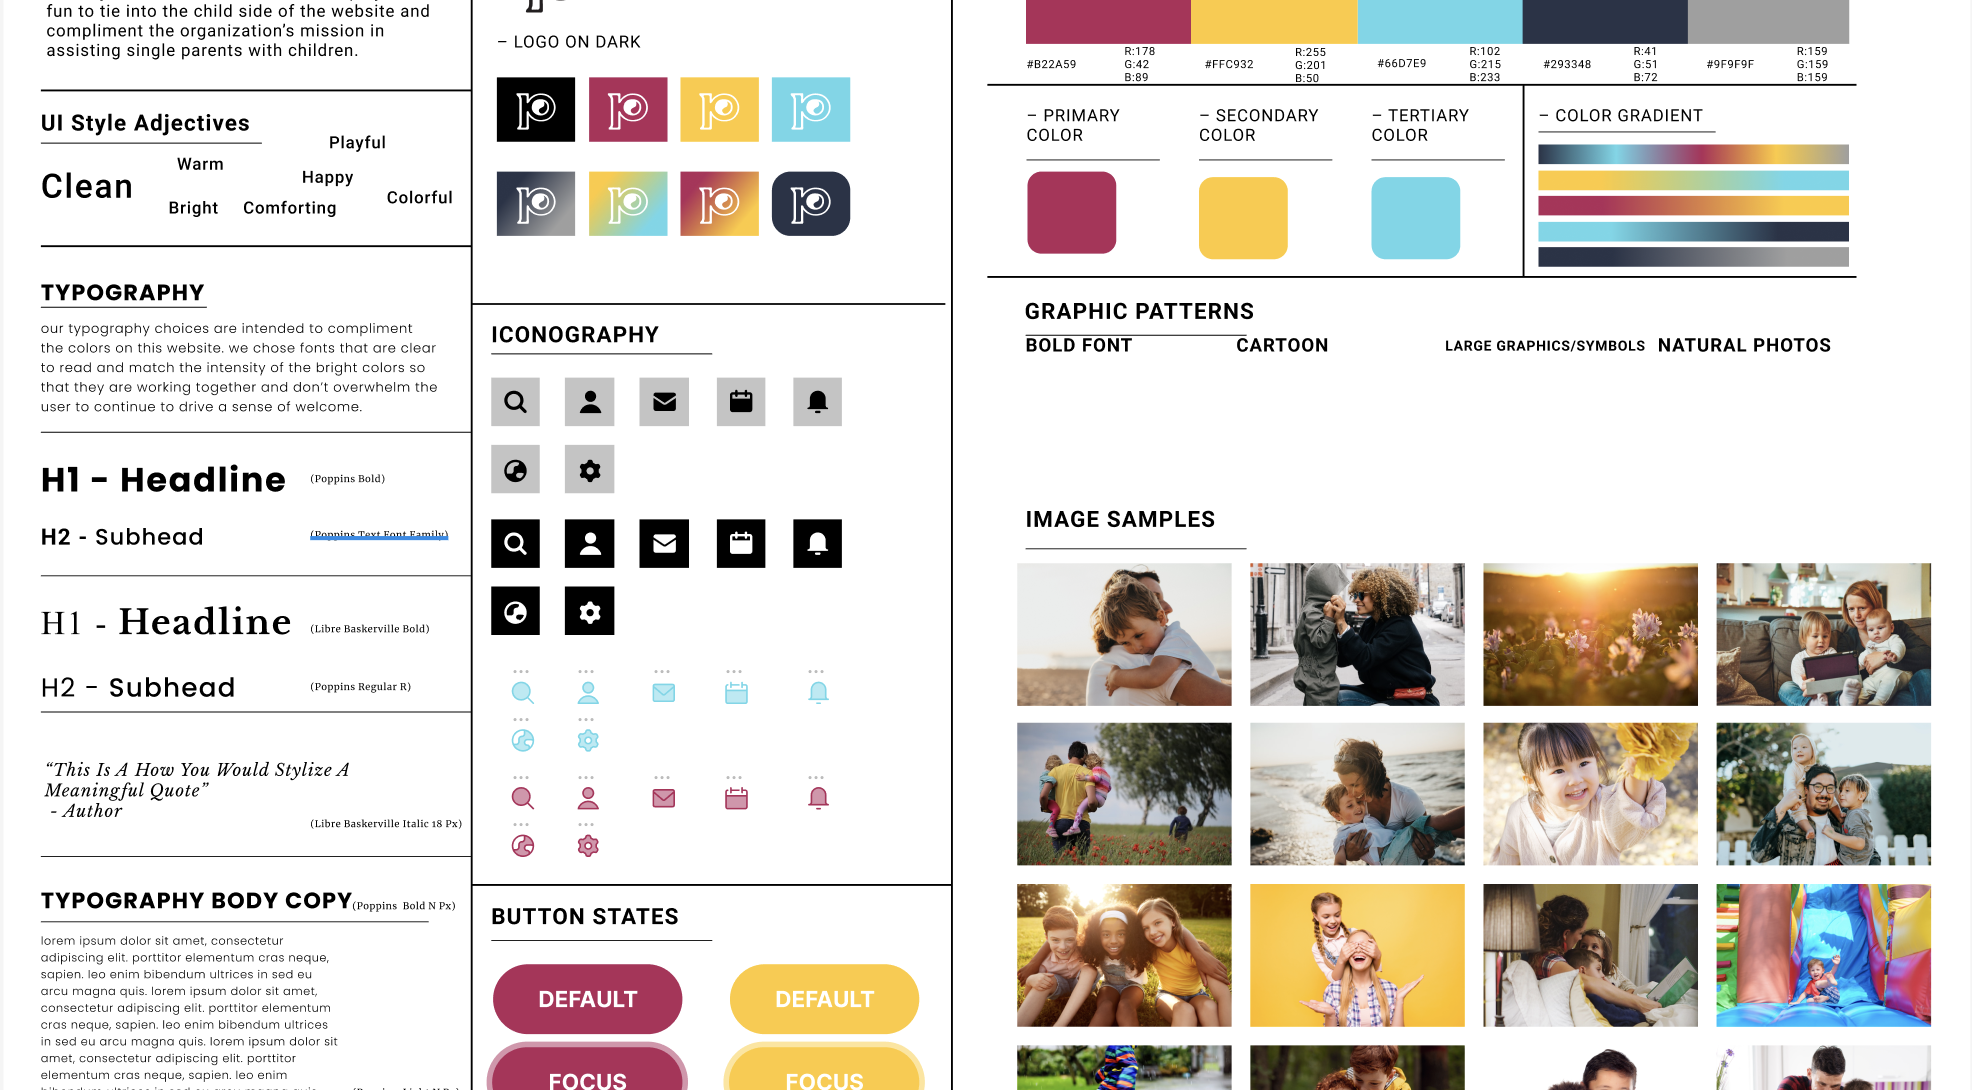 fun to tie into the child side of the website and
compliment the organization's mission in
assisting single parents with children.
UI Style Adjectives
Playful
Warm
Happy
Clean
Colorful
Bright
Comforting
TYPOGRAPHY
our typography choices are intended to compliment
the colors on this website. we chose fonts that are clear
to read and match the intensity of the bright colors so
that they are working together and don't overwhelm the
user to continue to drive a sense of welcome.
H1 - Headline
(Poppins Bold)
H2 - Subhead
(Poppins Text Font Family)
H1 - Headline
(Libre Baskerville Bold)
H2 - Subhead
(Poppins Regular R)
“This Is A How You Would Stylize A
Meaningful Quote”
- Author
(Libre Baskerville Italic 18 Px)
TYPOGRAPHY BODY COPY
(Poppins Bold N Px)
lorem ipsum dolor sit amet, consectetur
adipiscing elit. porttitor elementum cras neque,
sapien. leo enim bibendum ultrices in sed eu
arcu magna quis. lorem ipsum dolor sit amet,
consectetur adipiscing elit. porttitor elementum
cras neque, sapien. leo enim bibendum ultrices
in sed eu arcu magna quis. lorem ipsum dolor sit
amet, consectetur adipiscing elit. porttitor
elementum cras neque, sapien. leo enim
– LOGO ON DARK
ICONOGRAPHY
BUTTON STATES
DEFAULT
DEFAULT
FOCUS
FOCUS
#B22A59
R:178
G:42
B:89
#FFC932
R:255
G:201
B:50
#66D7E9
R:102
G:215
B:233
#293348
R:41
G:51
B:72
#9F9F9F
R:159
G:159
B:159
– PRIMARY
COLOR
– SECONDARY
COLOR
– TERTIARY
COLOR
– COLOR GRADIENT
GRAPHIC PATTERNS
BOLD FONT
CARTOON
LARGE GRAPHICS/SYMBOLS
NATURAL PHOTOS
IMAGE SAMPLES